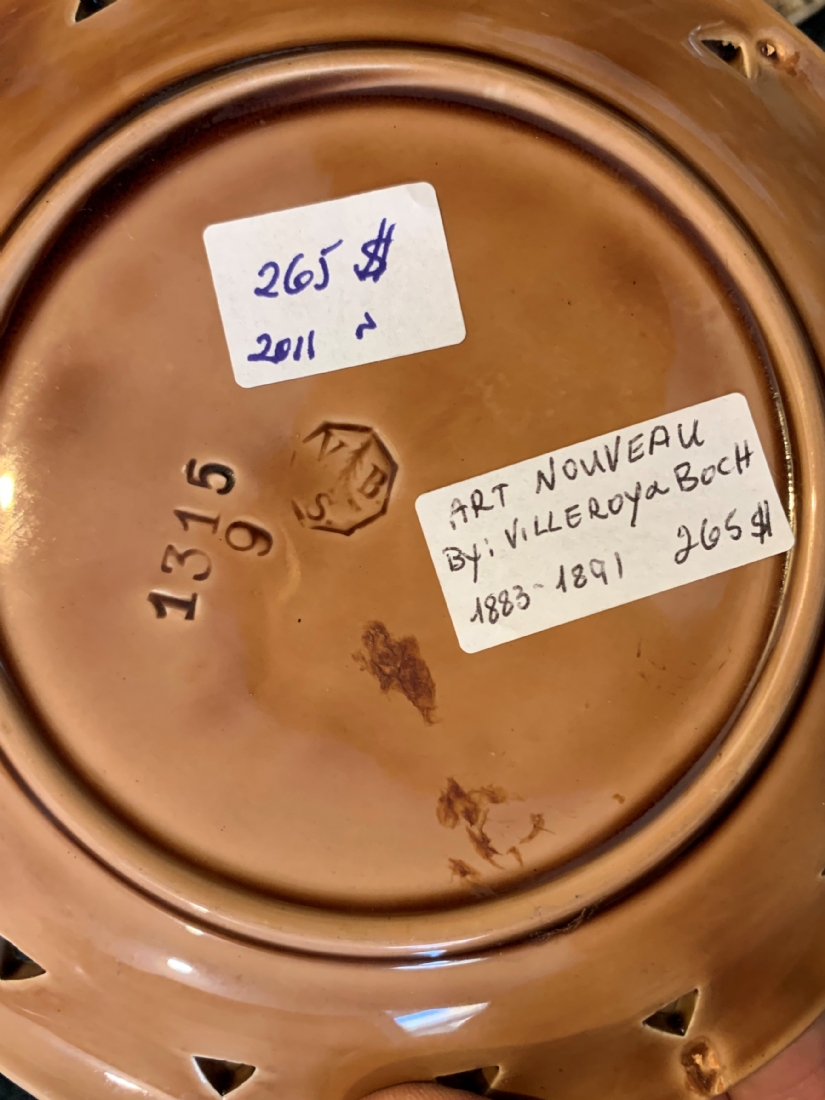 265 $
2011 N
1315
9
V B
S
ART NOUVEAU
By: VILLEROY & BOCH
1883-1891 265 $